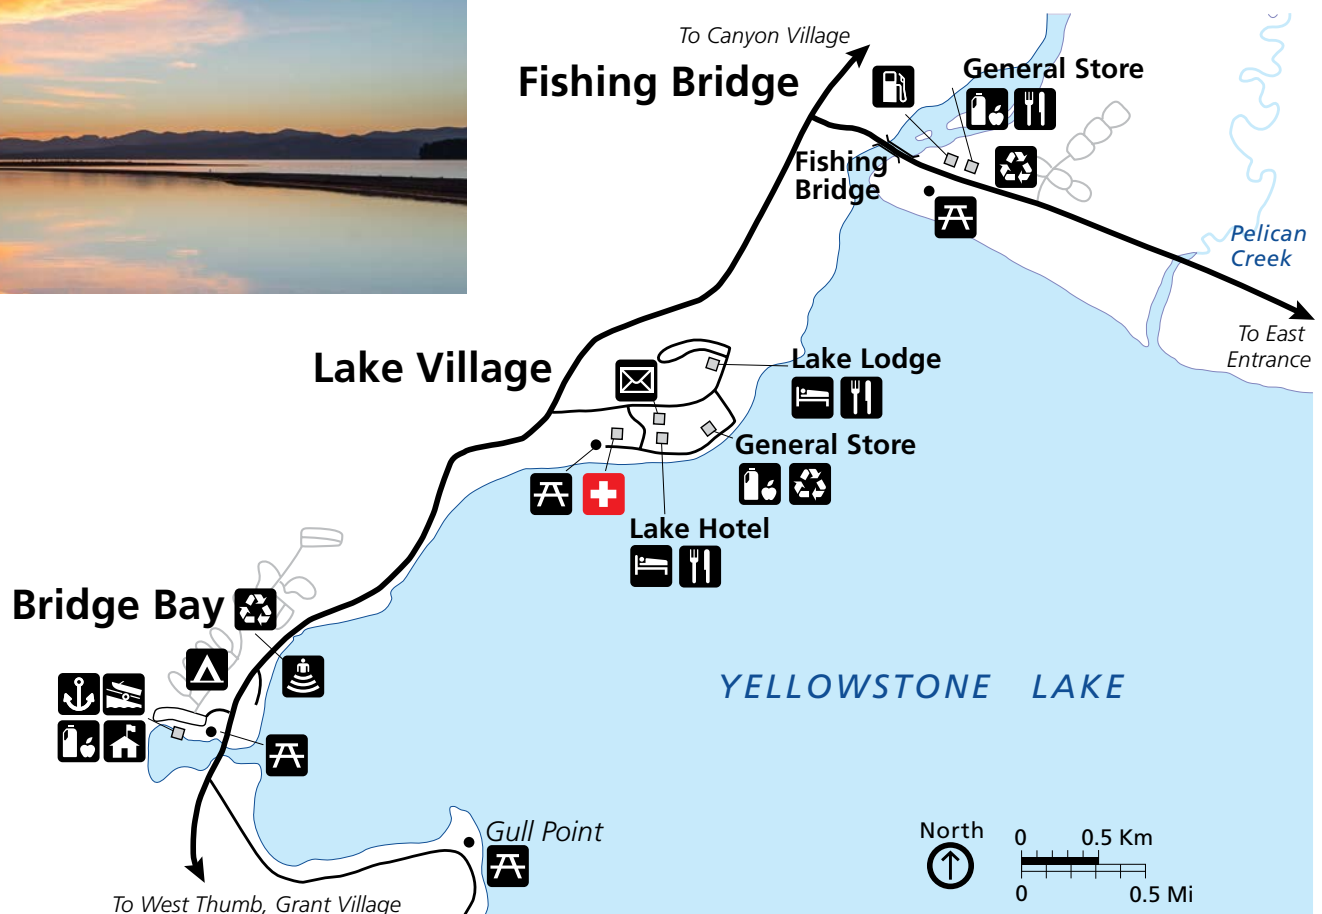 To Canyon Village
Fishing Bridge
General Store
Fishing
Bridge
Pelican
Creek
To East
Entrance
Lake Village
Lake Lodge
General Store
Lake Hotel
Bridge Bay
YELLOWSTONE LAKE
Gull Point
North
0 0.5 Km
0 0.5 Mi
To West Thumb, Grant Village